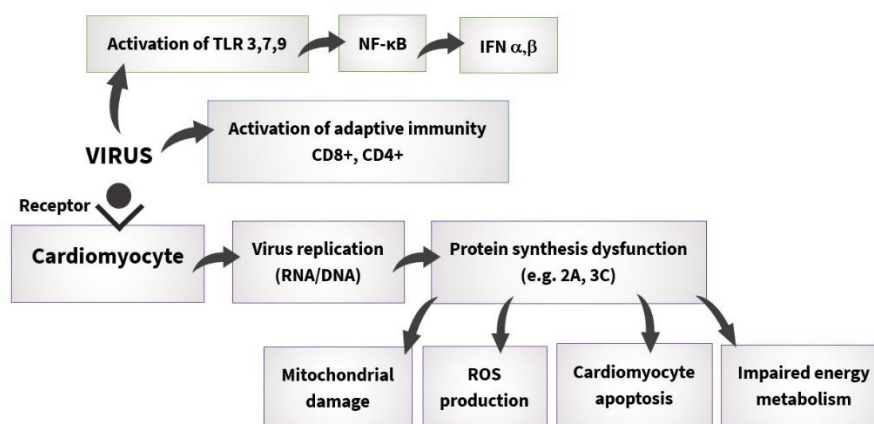 Activation of TLR 3,7,9
NF-κB
IFN α,β
Activation of adaptive immunity
CD8+, CD4+
VIRUS
Receptor
Cardiomyocyte
Virus replication
(RNA/DNA)
Protein synthesis dysfunction
(e.g. 2A, 3C)
Mitochondrial
damage
ROS
production
Cardiomyocyte
apoptosis
Impaired energy
metabolism